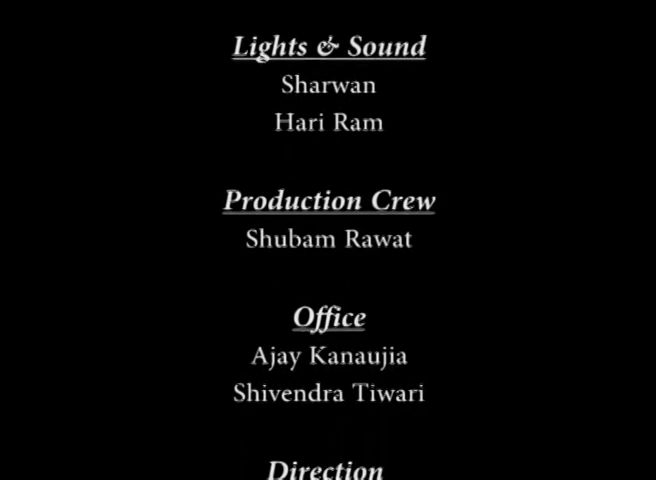 Lights & Sound
Sharwan
Hari Ram
Production Crew
Shubam Rawat
Office
Ajay Kanaujia
Shivendra Tiwari
Direction